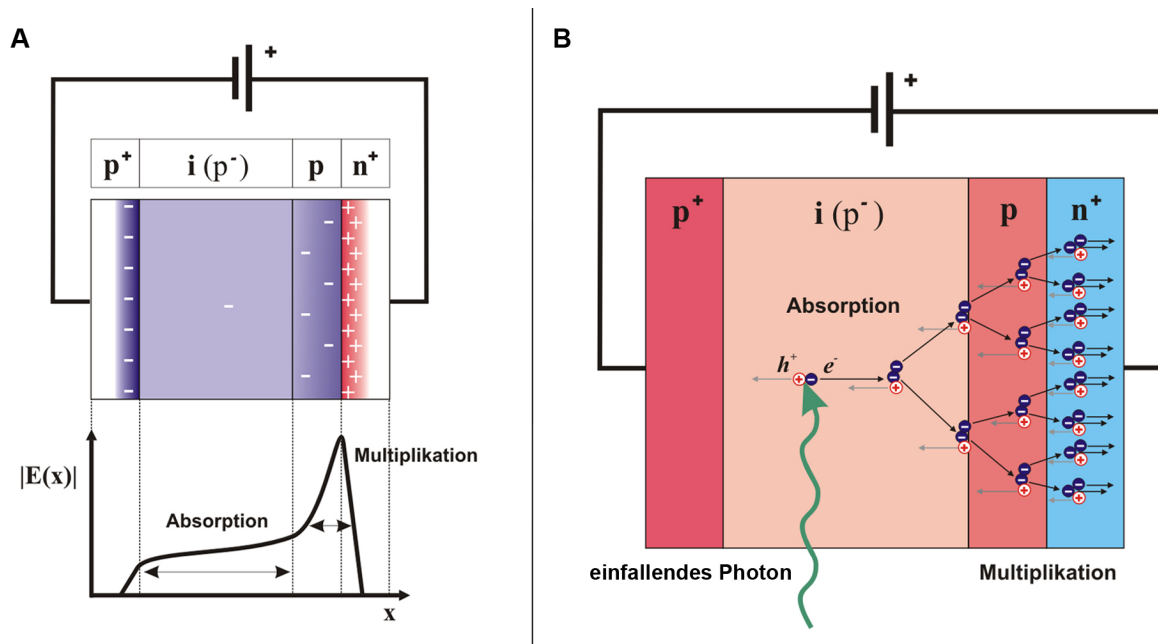 A
+
p⁺ i (p⁻) p n⁺
|E(x)|
Absorption
Multiplikation
x
B
+
p⁺ i (p⁻) p n⁺
Absorption
h⁺ e⁻
einfallendes Photon
Multiplikation